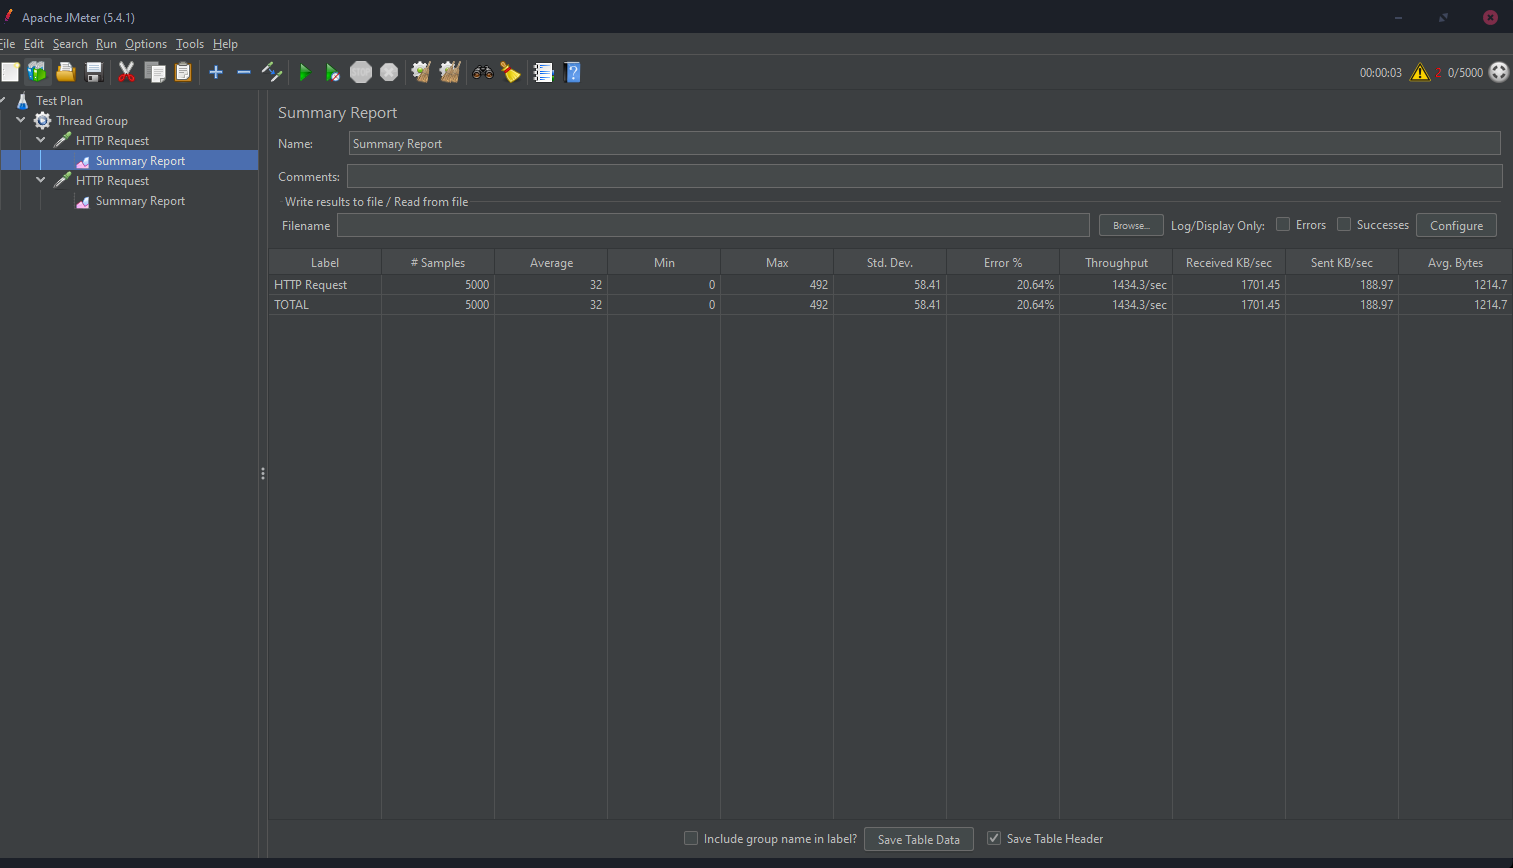 Apache JMeter (5.4.1)
File Edit Search Run Options Tools Help
00:00:03 2 0/5000
Test Plan
Thread Group
HTTP Request
Summary Report
HTTP Request
Summary Report
Summary Report
Name: Summary Report
Comments:
Write results to file / Read from file
Filename Browse... Log/Display Only: Errors Successes Configure
Label # Samples Average Min Max Std. Dev. Error % Throughput Received KB/sec Sent KB/sec Avg. Bytes
HTTP Request 5000 32 0 492 58.41 20.64% 1434.3/sec 1701.45 188.97 1214.7
TOTAL 5000 32 0 492 58.41 20.64% 1434.3/sec 1701.45 188.97 1214.7
Include group name in label? Save Table Data Save Table Header